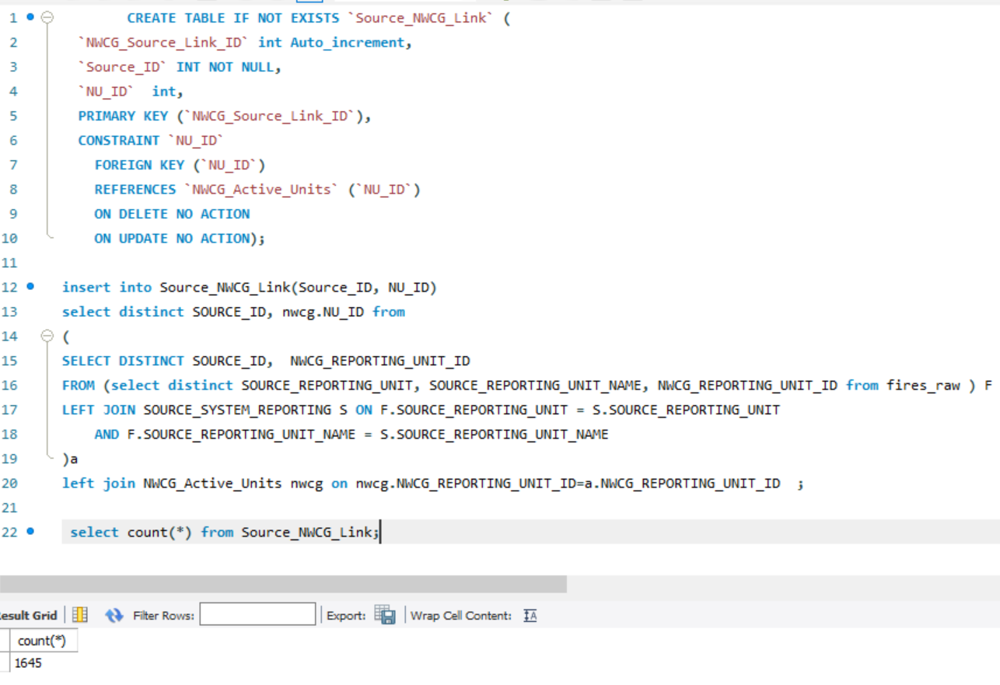 1 CREATE TABLE IF NOT EXISTS `Source_NWCG_Link` (
2 `NWCG_Source_Link_ID` int Auto_increment,
3 `Source_ID` INT NOT NULL,
4 `NU_ID`  int,
5 PRIMARY KEY (`NWCG_Source_Link_ID`),
6 CONSTRAINT `NU_ID`
7 FOREIGN KEY (`NU_ID`)
8 REFERENCES `NWCG_Active_Units` (`NU_ID`)
9 ON DELETE NO ACTION
10 ON UPDATE NO ACTION);
11
12 insert into Source_NWCG_Link(Source_ID, NU_ID)
13 select distinct SOURCE_ID, nwcg.NU_ID from
14 (
15 SELECT DISTINCT SOURCE_ID,  NWCG_REPORTING_UNIT_ID
16 FROM (select distinct SOURCE_REPORTING_UNIT, SOURCE_REPORTING_UNIT_NAME, NWCG_REPORTING_UNIT_ID from fires_raw ) F
17 LEFT JOIN SOURCE_SYSTEM_REPORTING S ON F.SOURCE_REPORTING_UNIT = S.SOURCE_REPORTING_UNIT
18 AND F.SOURCE_REPORTING_UNIT_NAME = S.SOURCE_REPORTING_UNIT_NAME
19 )a
20 left join NWCG_Active_Units nwcg on nwcg.NWCG_REPORTING_UNIT_ID=a.NWCG_REPORTING_UNIT_ID  ;
21
22 select count(*) from Source_NWCG_Link;
esult Grid Filter Rows: Export: Wrap Cell Content: IA
count(*)
1645